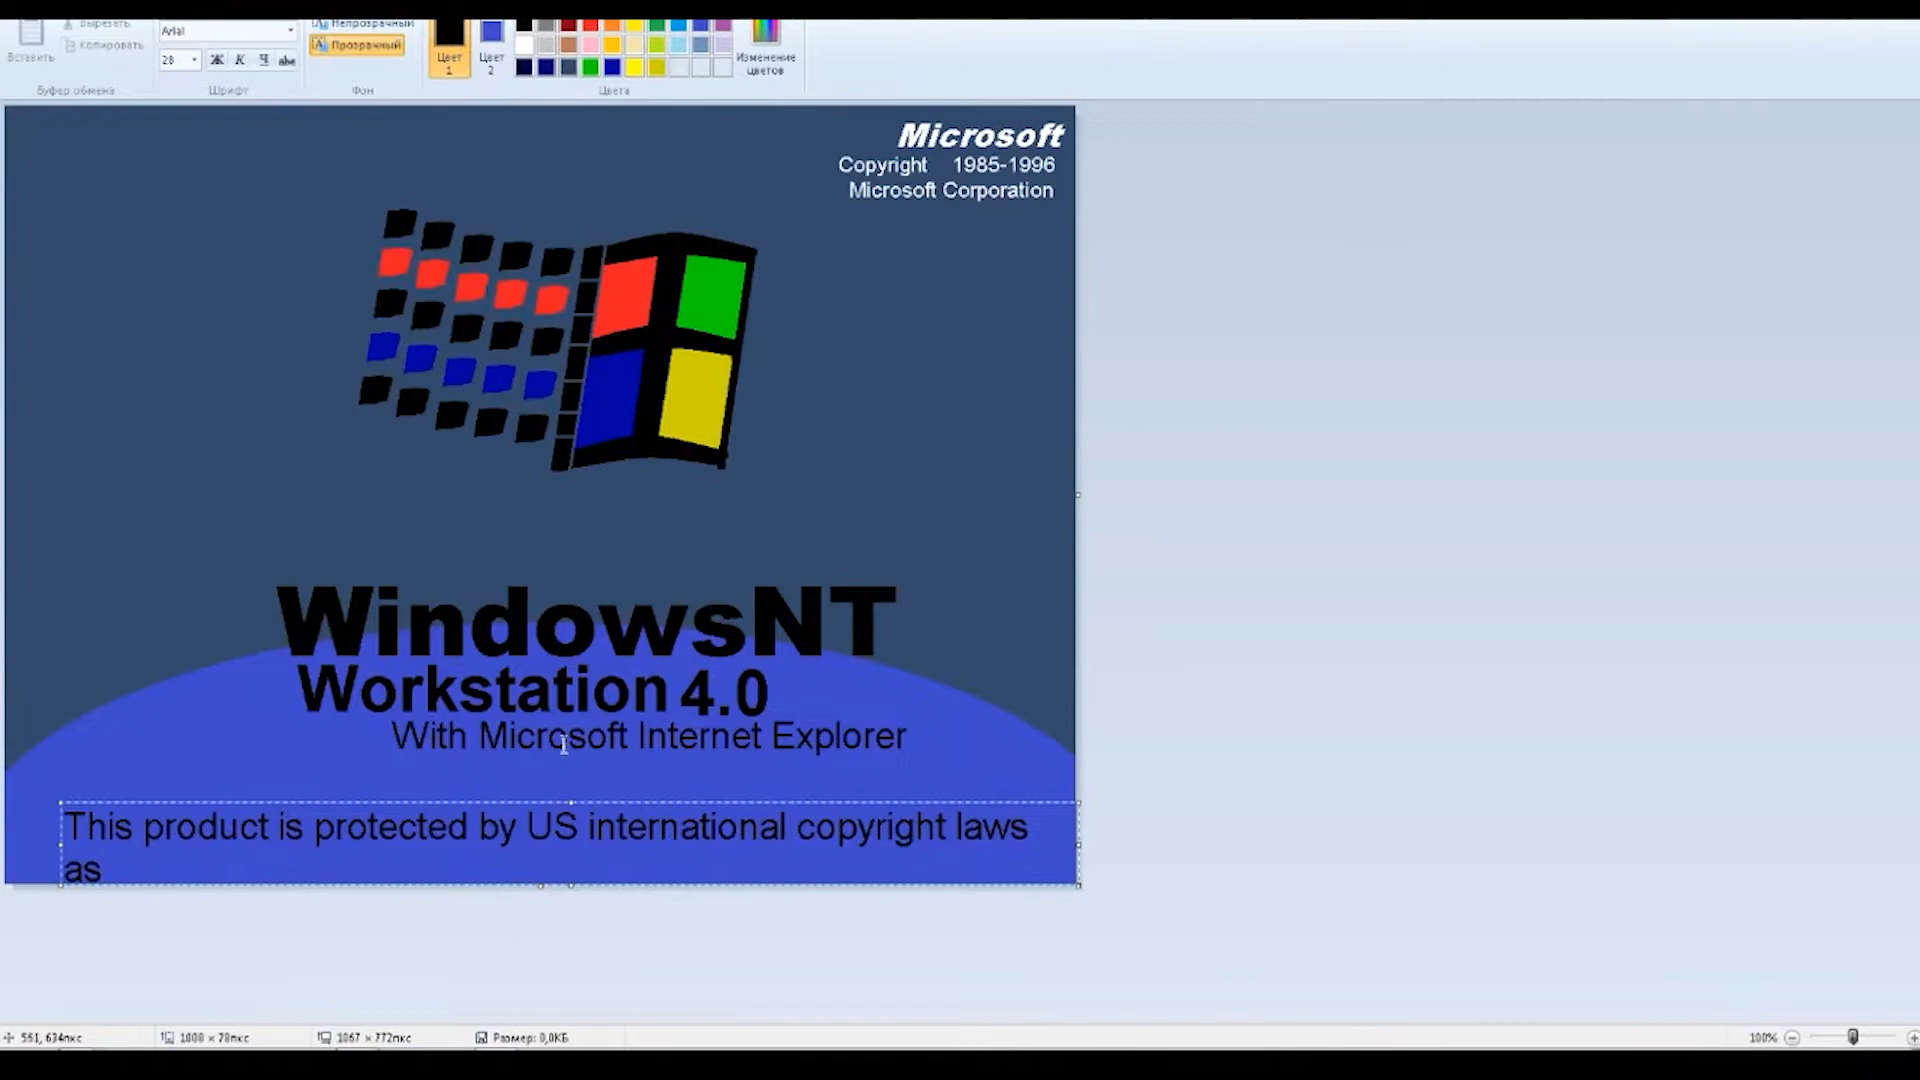 Вырезать
Копировать
Вставить
Буфер обмена
Arial
28
Ж К Ч abc
Шрифт
Непрозрачный
Прозрачный
Фон
Цвет 1
Цвет 2
Изменение цветов
Цвета
Microsoft
Copyright 1985-1996
Microsoft Corporation
WindowsNT
Workstation 4.0
With Microsoft Internet Explorer
This product is protected by US international copyright laws
as
551, 634пкс
1008 × 78пкс
1067 × 772пкс
Размер: 0,0КБ
100%